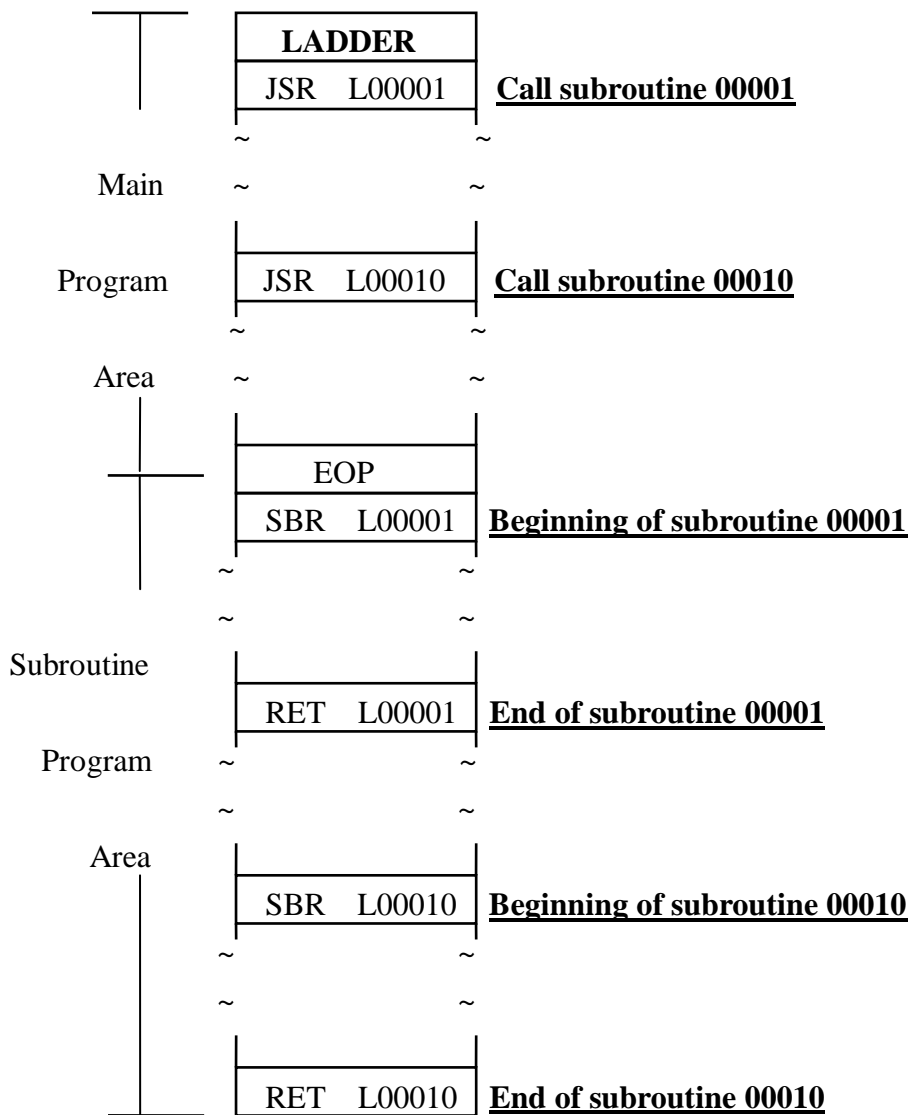 LADDER
JSR L00001 Call subroutine 00001
~ ~
Main ~ ~
Program JSR L00010 Call subroutine 00010
~ ~
Area ~ ~
EOP
SBR L00001 Beginning of subroutine 00001
~ ~
~ ~
Subroutine
RET L00001 End of subroutine 00001
Program ~ ~
~ ~
Area
SBR L00010 Beginning of subroutine 00010
~ ~
~ ~
RET L00010 End of subroutine 00010